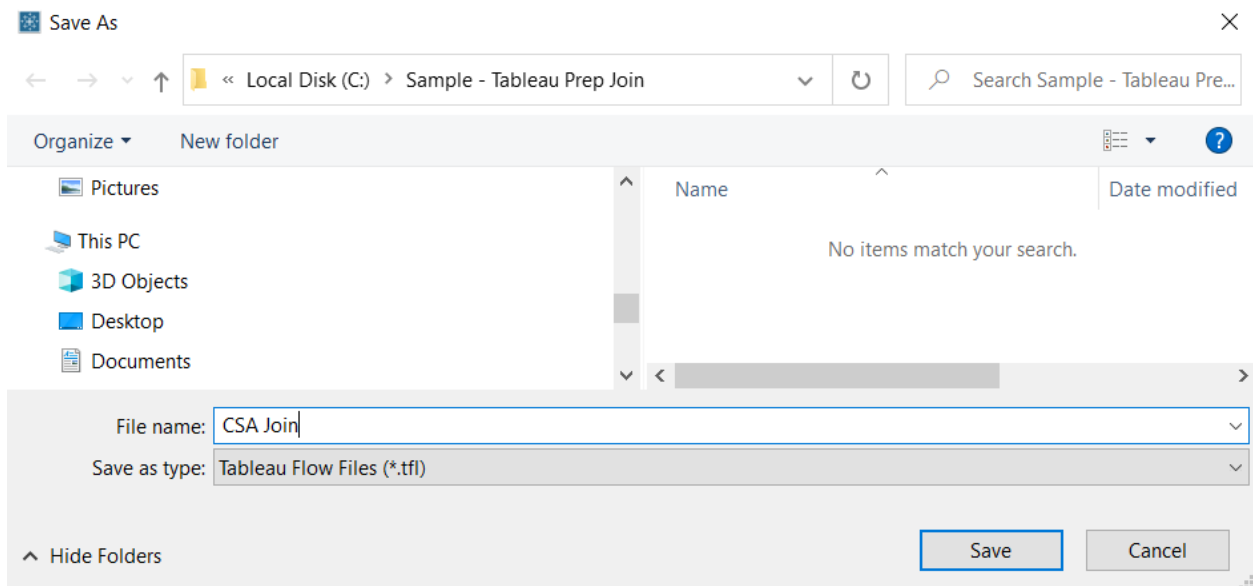 Save As
« Local Disk (C:) > Sample - Tableau Prep Join
Search Sample - Tableau Pre...
Organize
New folder
?
Pictures
This PC
3D Objects
Desktop
Documents
Name
Date modified
No items match your search.
File name: CSA Join
Save as type: Tableau Flow Files (*.tfl)
Hide Folders
Save
Cancel